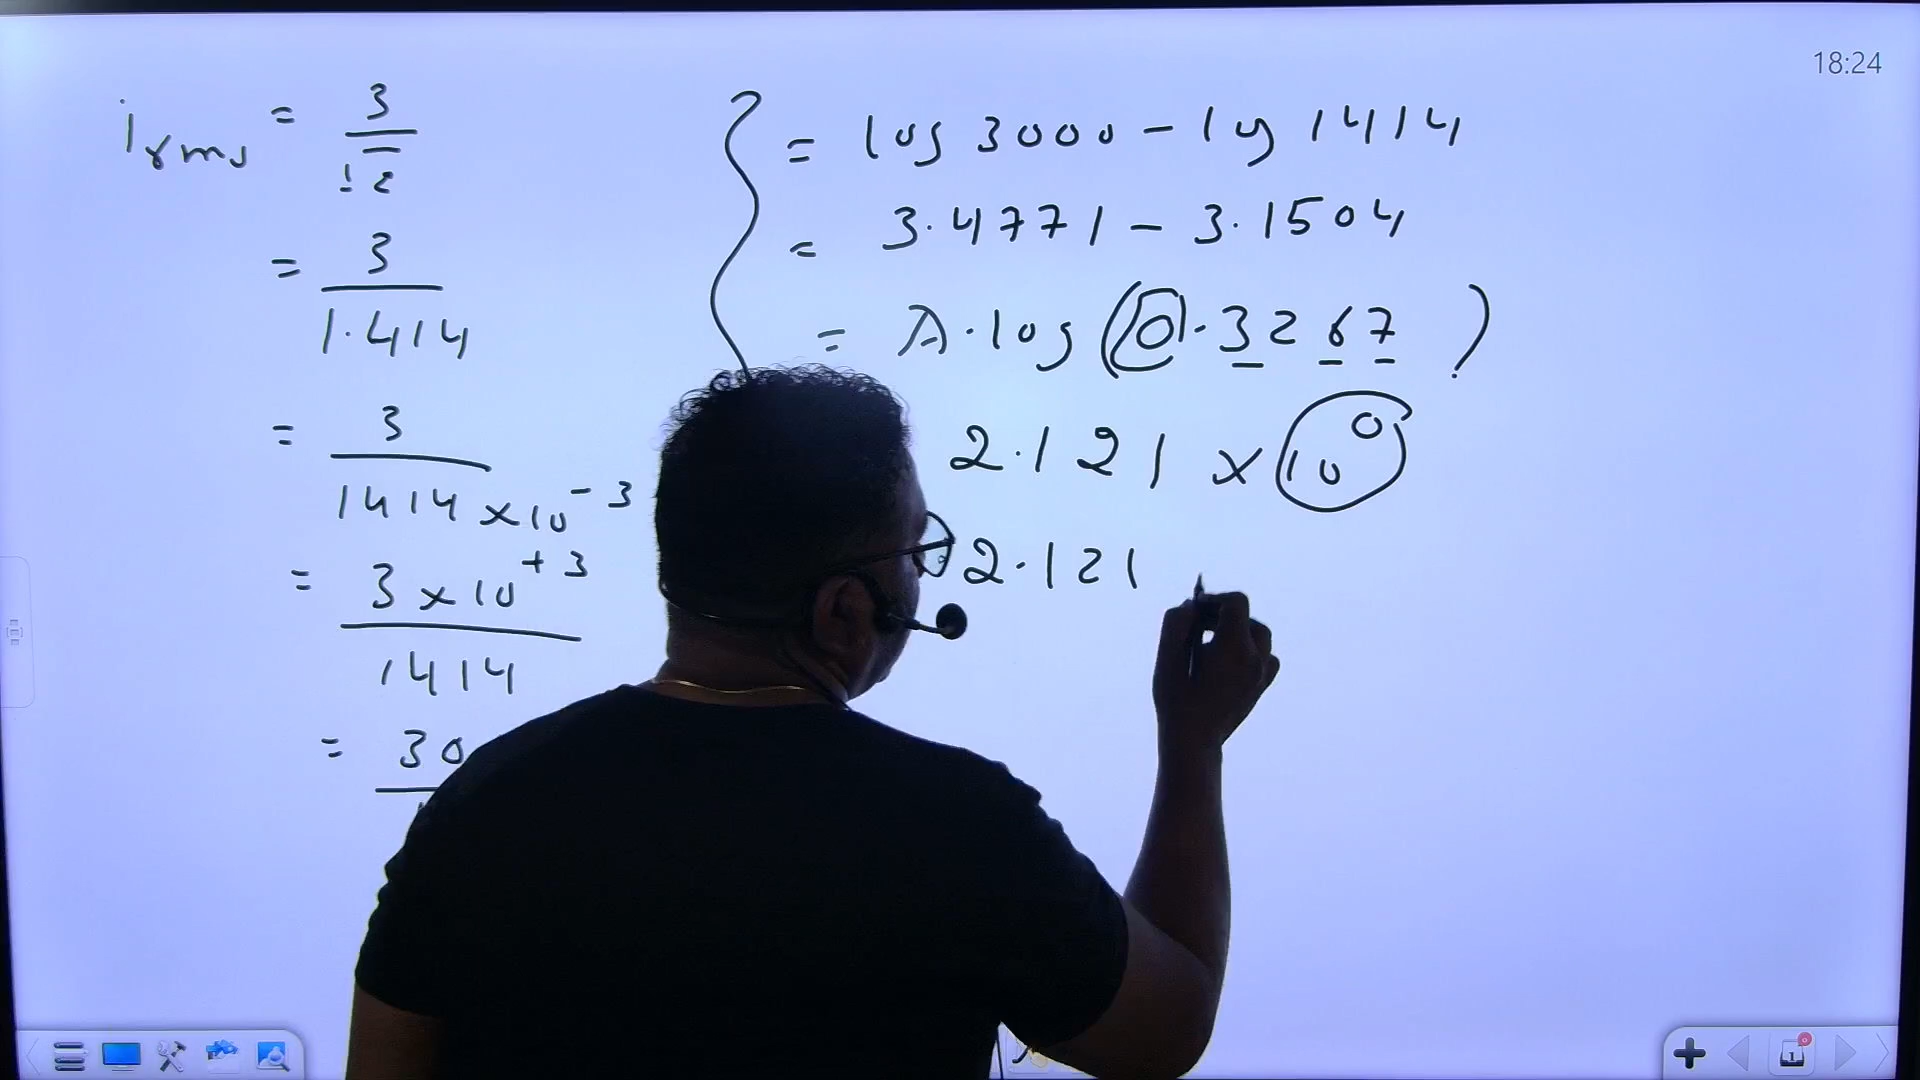 18:24
i rms = 3 / √2
= 3 / 1.414
= 3 / 1414 × 10^-3
= 3 × 10^+3 / 1414
= 30
= log 3000 - log 1414
= 3.4771 - 3.1504
= A.log (0.3267)
2.121 × 10^0
2.121